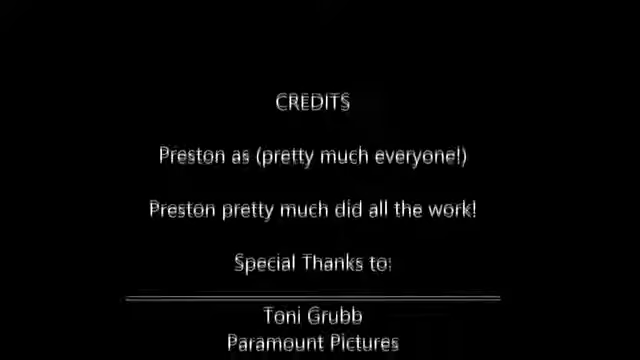 CREDITS
Preston as (pretty much everyone!)
Preston pretty much did all the work!
Special Thanks to:
Toni Grubb
Paramount Pictures